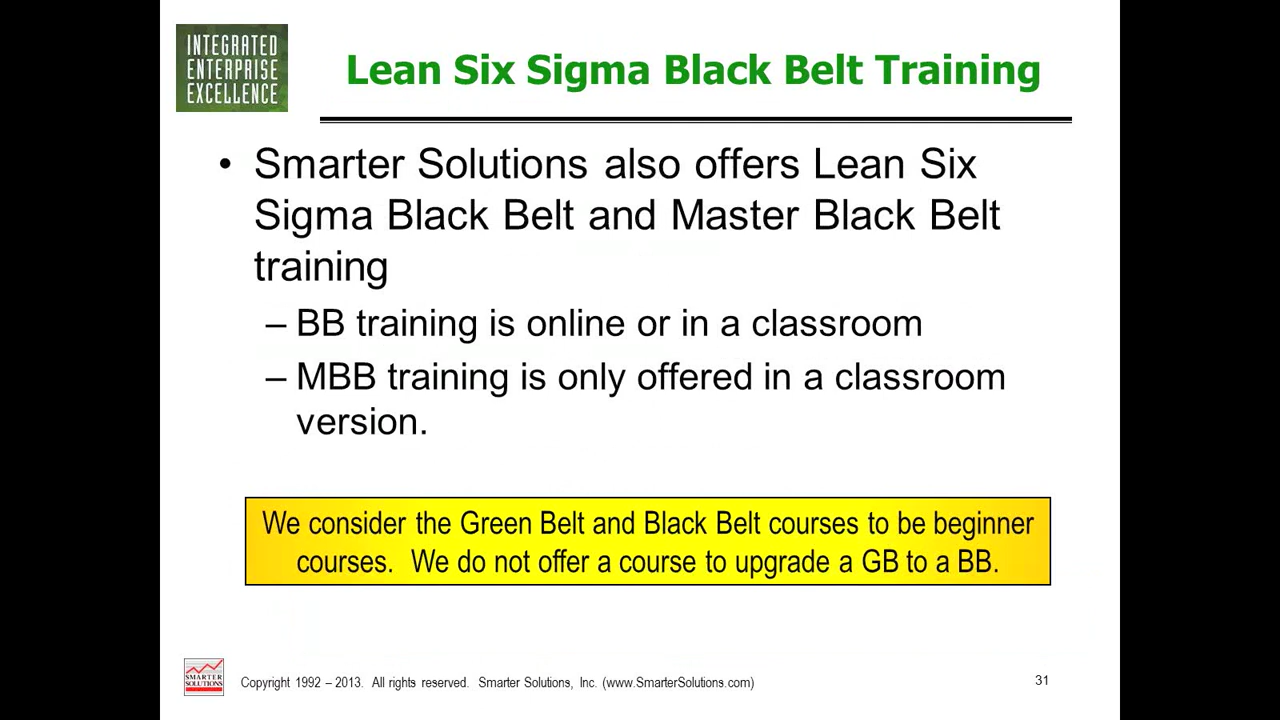 INTEGRATED
ENTERPRISE
EXCELLENCE
Lean Six Sigma Black Belt Training
• Smarter Solutions also offers Lean Six
Sigma Black Belt and Master Black Belt
training
– BB training is online or in a classroom
– MBB training is only offered in a classroom
version.
We consider the Green Belt and Black Belt courses to be beginner
courses.  We do not offer a course to upgrade a GB to a BB.
SMARTER
SOLUTIONS
Copyright 1992 – 2013.  All rights reserved.  Smarter Solutions, Inc. (www.SmarterSolutions.com)
31